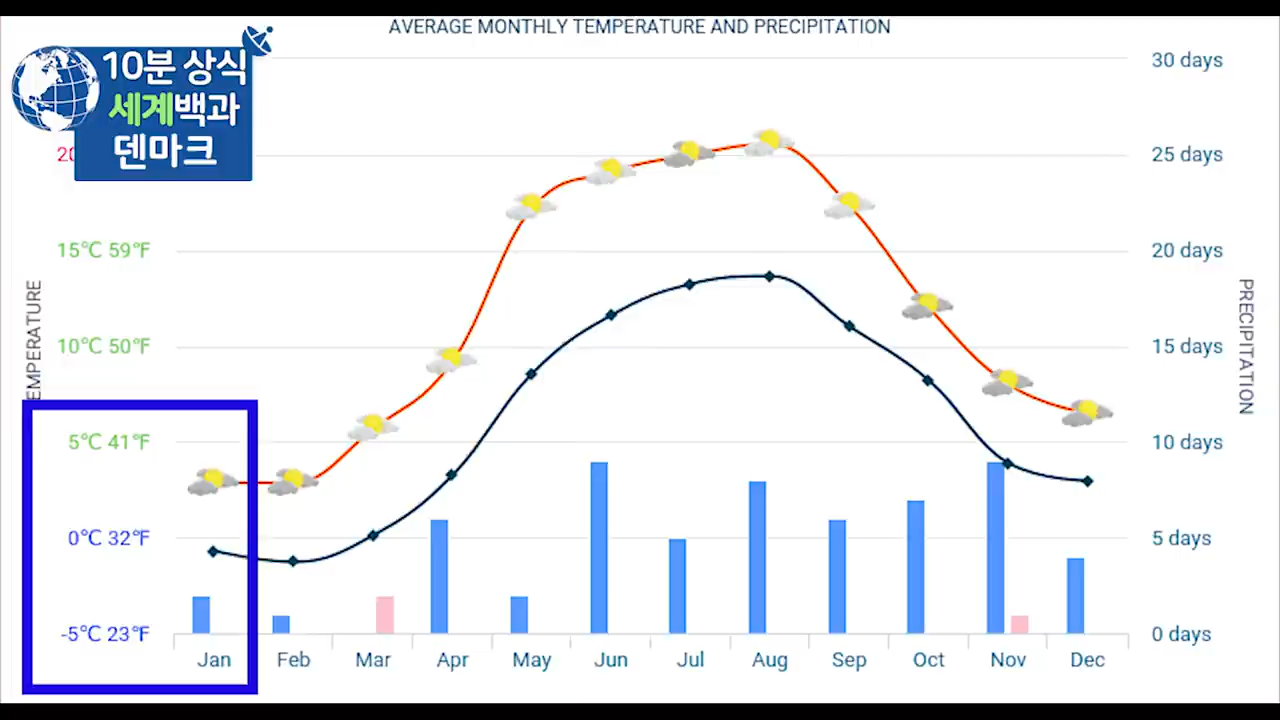 AVERAGE MONTHLY TEMPERATURE AND PRECIPITATION
10분 상식
세계백과
덴마크
30 days
20
25 days
15℃ 59℉
20 days
10℃ 50℉
15 days
5℃ 41℉
10 days
0℃ 32℉
5 days
-5℃ 23℉
0 days
EMPERATURE
PRECIPITATION
Jan Feb Mar Apr May Jun Jul Aug Sep Oct Nov Dec